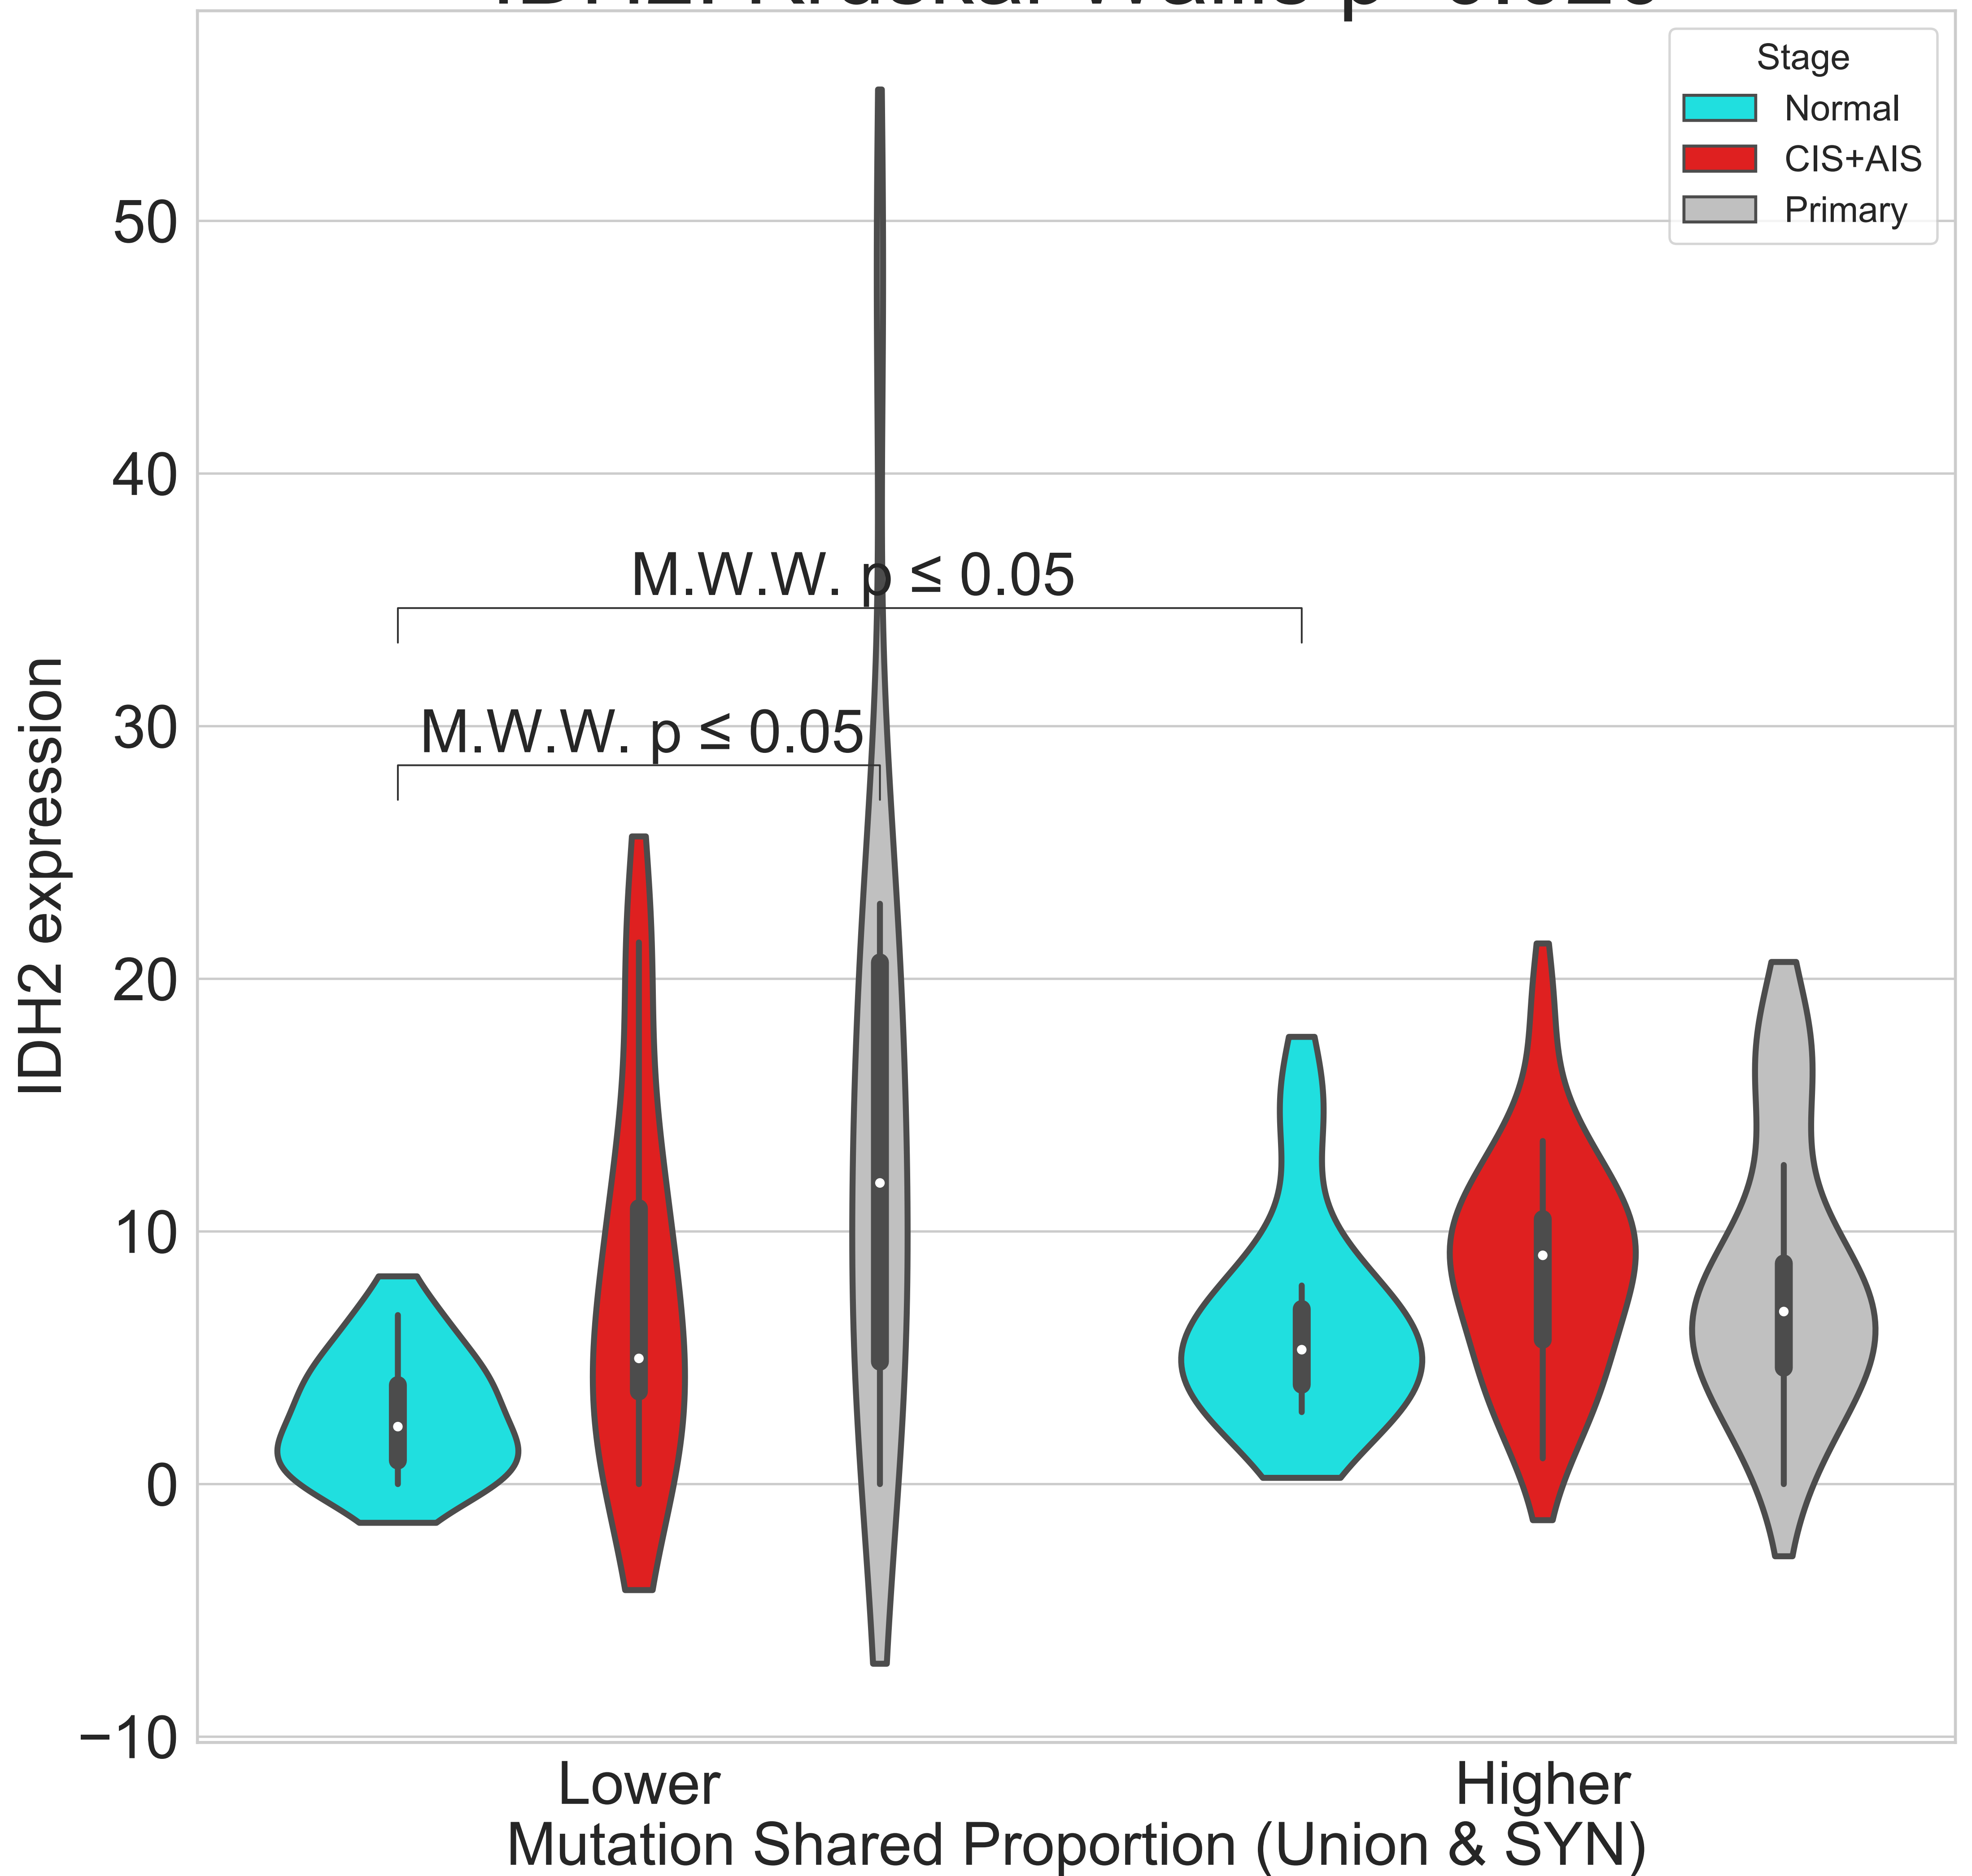 Stage
Normal
CIS+AIS
Primary
50
40
30
20
10
0
−10
IDH2 expression
M.W.W. p ≤ 0.05
M.W.W. p ≤ 0.05
Lower
Higher
Mutation Shared Proportion (Union & SYN)